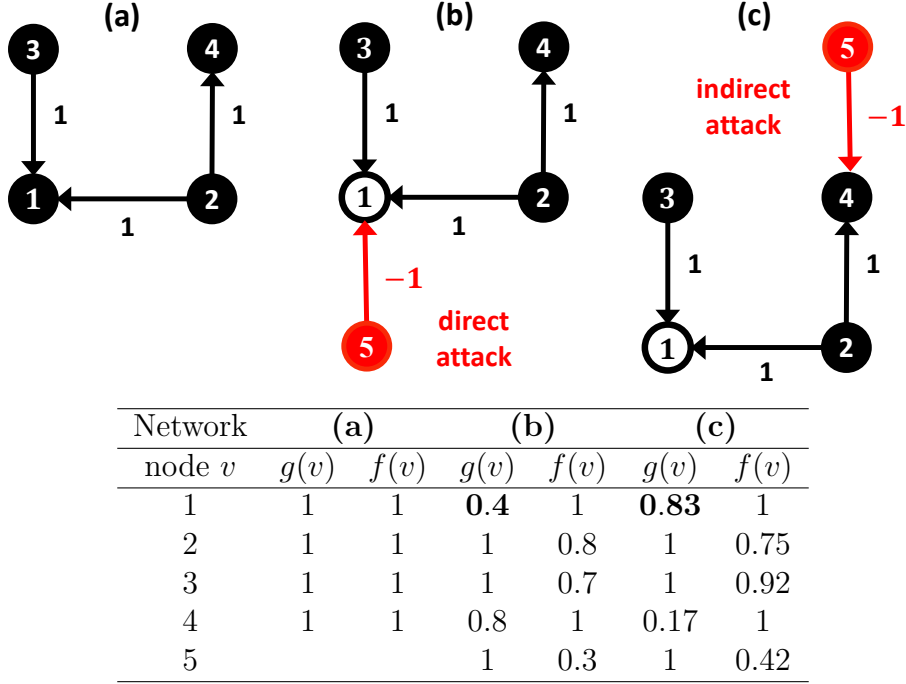 (a)
3
4
1
1
1
2
1
(b)
3
4
1
1
1
2
1
−1
5
direct
attack
(c)
5
indirect
attack
−1
3
4
1
1
1
2
1
Network (a) (b) (c)
node v g(v) f(v) g(v) f(v) g(v) f(v)
1 1 1 0.4 1 0.83 1
2 1 1 1 0.8 1 0.75
3 1 1 1 0.7 1 0.92
4 1 1 0.8 1 0.17 1
5 1 0.3 1 0.42